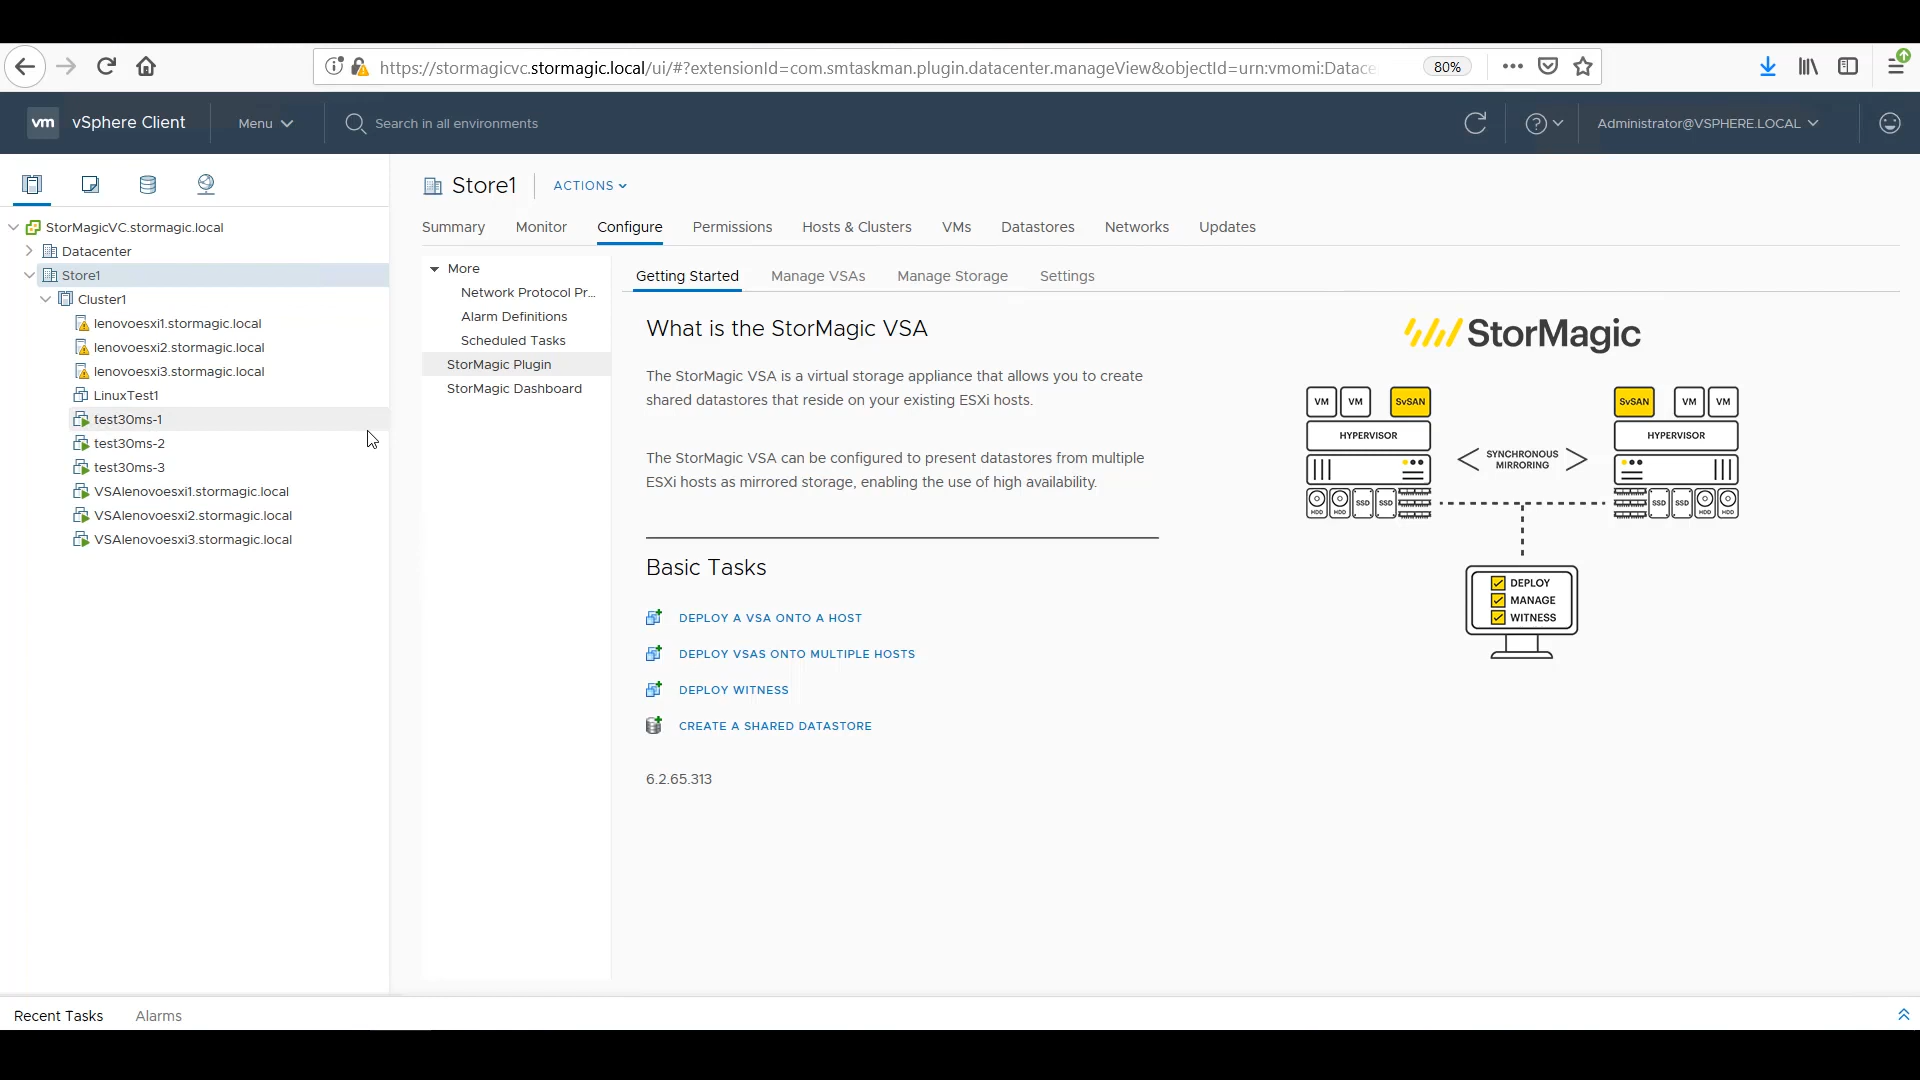 https://stormagicvc.stormagic.local/ui/#?extensionId=com.smtaskman.plugin.datacenter.manageView&objectId=urn:vmomi:Datace
80%
vm
vSphere Client
Menu
Search in all environments
Administrator@VSPHERE.LOCAL
StorMagicVC.stormagic.local
Datacenter
Store1
Cluster1
lenovoesxi1.stormagic.local
lenovoesxi2.stormagic.local
lenovoesxi3.stormagic.local
LinuxTest1
test30ms-1
test30ms-2
test30ms-3
VSAlenovoesxi1.stormagic.local
VSAlenovoesxi2.stormagic.local
VSAlenovoesxi3.stormagic.local
Store1
ACTIONS
Summary
Monitor
Configure
Permissions
Hosts & Clusters
VMs
Datastores
Networks
Updates
More
Network Protocol Pr...
Alarm Definitions
Scheduled Tasks
StorMagic Plugin
StorMagic Dashboard
Getting Started
Manage VSAs
Manage Storage
Settings
What is the StorMagic VSA
The StorMagic VSA is a virtual storage appliance that allows you to create
shared datastores that reside on your existing ESXi hosts.
The StorMagic VSA can be configured to present datastores from multiple
ESXi hosts as mirrored storage, enabling the use of high availability.
Basic Tasks
DEPLOY A VSA ONTO A HOST
DEPLOY VSAS ONTO MULTIPLE HOSTS
DEPLOY WITNESS
CREATE A SHARED DATASTORE
6.2.65.313
StorMagic
VM
VM
SvSAN
HYPERVISOR
HDD
HDD
SSD
SSD
SYNCHRONOUS
MIRRORING
SvSAN
VM
VM
HYPERVISOR
SSD
SSD
HDD
HDD
DEPLOY
MANAGE
WITNESS
Recent Tasks
Alarms